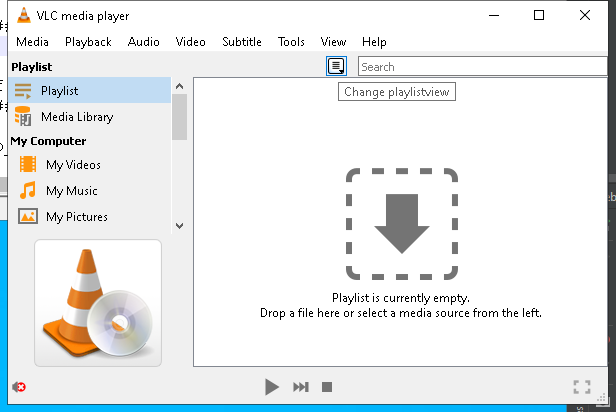 VLC media player
Media Playback Audio Video Subtitle Tools View Help
Playlist
Search
Change playlistview
Playlist
Media Library
My Computer
My Videos
My Music
My Pictures
Playlist is currently empty.
Drop a file here or select a media source from the left.